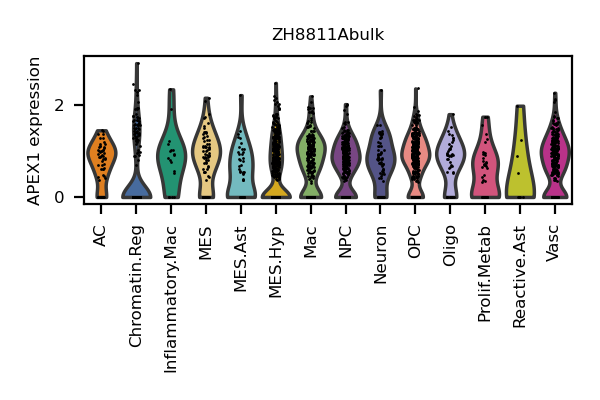 ZH8811Abulk
APEX1 expression
2
0
AC
Chromatin.Reg
Inflammatory.Mac
MES
MES.Ast
MES.Hyp
Mac
NPC
Neuron
OPC
Oligo
Prolif.Metab
Reactive.Ast
Vasc